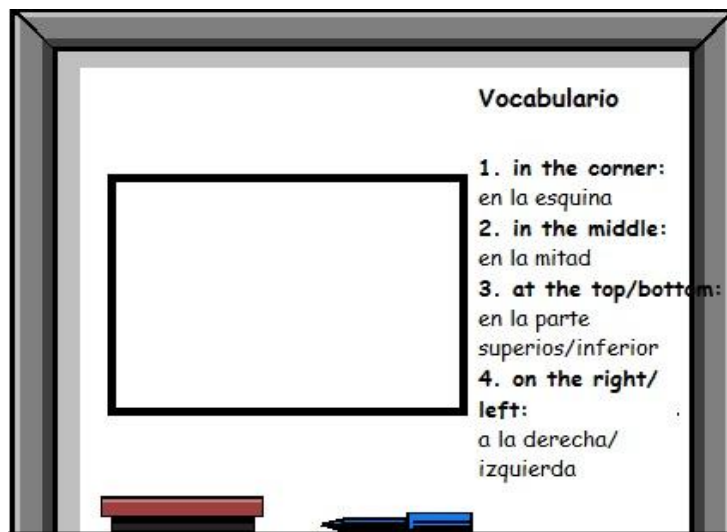 Vocabulario
1. in the corner:
en la esquina
2. in the middle:
en la mitad
3. at the top/bottom:
en la parte
superios/inferior
4. on the right/
left:
a la derecha/
izquierda